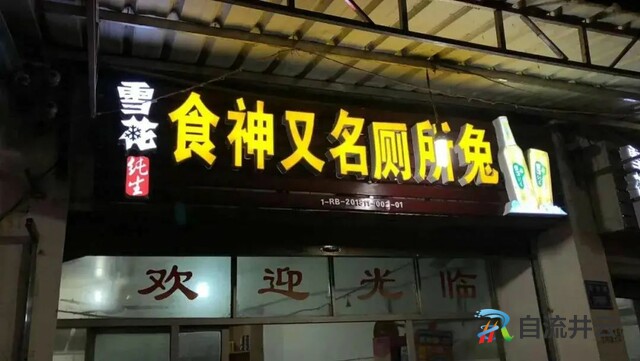 雪花
纯生
食神又名厕所兔
欢迎光临
自流井